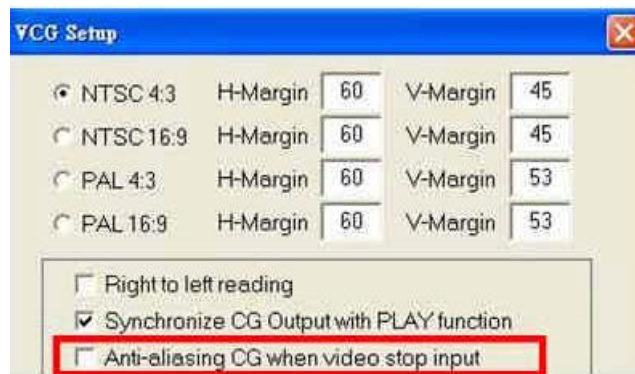 VCG Setup
NTSC 4:3 H-Margin 60 V-Margin 45
NTSC 16:9 H-Margin 60 V-Margin 45
PAL 4:3 H-Margin 60 V-Margin 53
PAL 16:9 H-Margin 60 V-Margin 53
Right to left reading
Synchronize CG Output with PLAY function
Anti-aliasing CG when video stop input